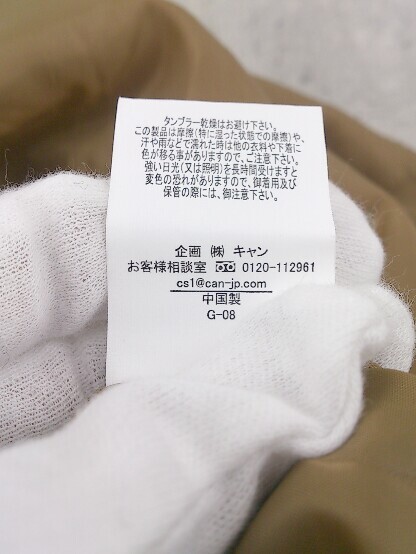 タンブラー乾燥はお避け下さい。
この製品は摩擦(特に湿った状態での摩擦)や、
汗や雨などで濡れた時は他の衣料や下着に
色が移る事がありますので、ご注意下さい。
強い日光(又は照明)を長時間受けますと
変色の恐れがありますので、御着用及び
保管の際には、御注意下さい。
企画 ㈱ キャン
お客様相談室 0120-112961
cs1@can-jp.com
中国製
G-08